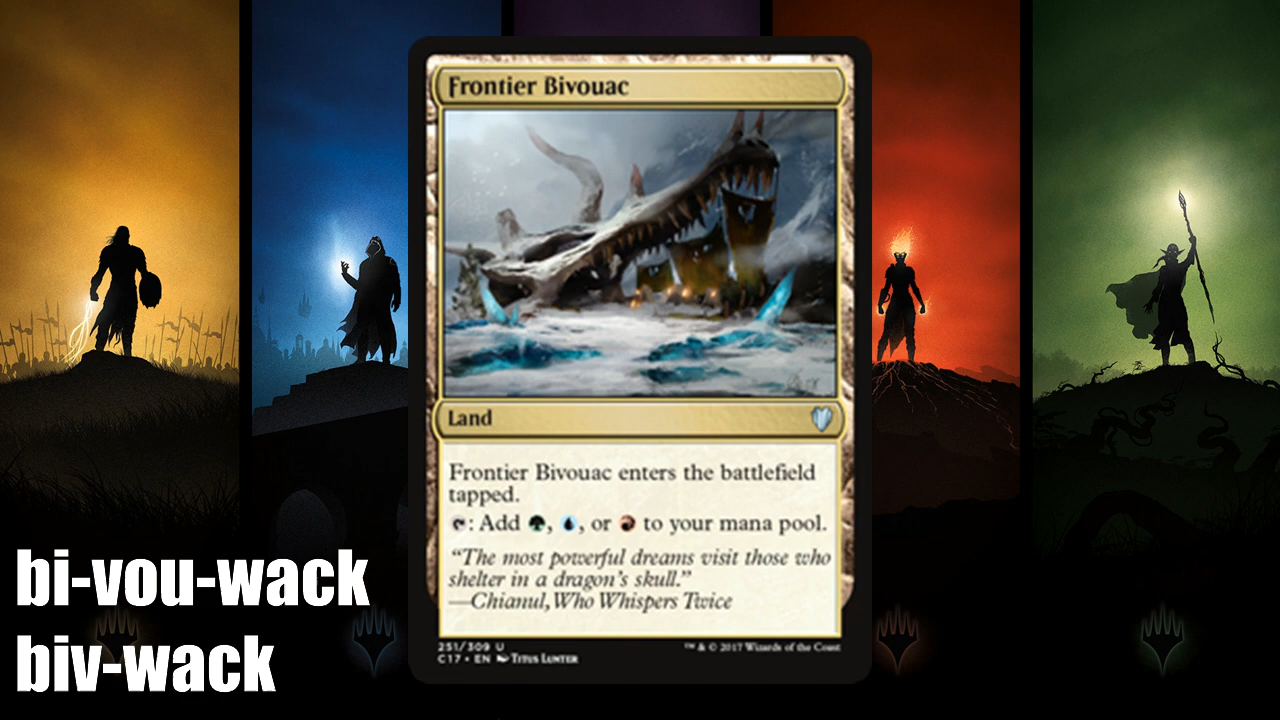 Frontier Bivouac
Land
Frontier Bivouac enters the battlefield
tapped.
: Add , , or to your mana pool.
“The most powerful dreams visit those who
shelter in a dragon’s skull.”
—Chianul, Who Whispers Twice
251/309 U
C17 • EN Titus Lunter
™ & © 2017 Wizards of the Coast
bi-vou-wack
biv-wack